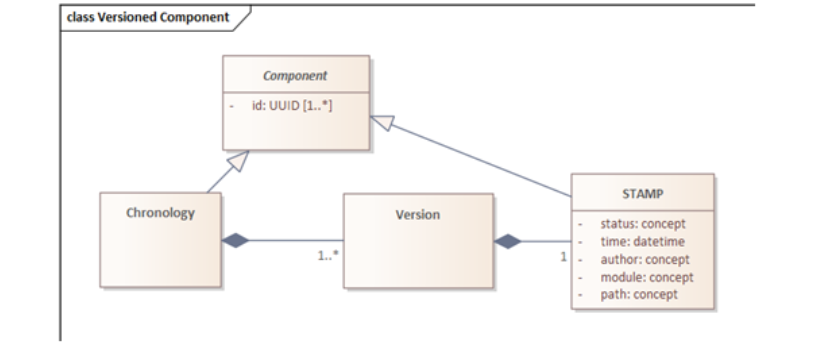 class Versioned Component
Component
- id: UUID [1..*]
Chronology
Version
STAMP
- status: concept
- time: datetime
- author: concept
- module: concept
- path: concept
1..*
1